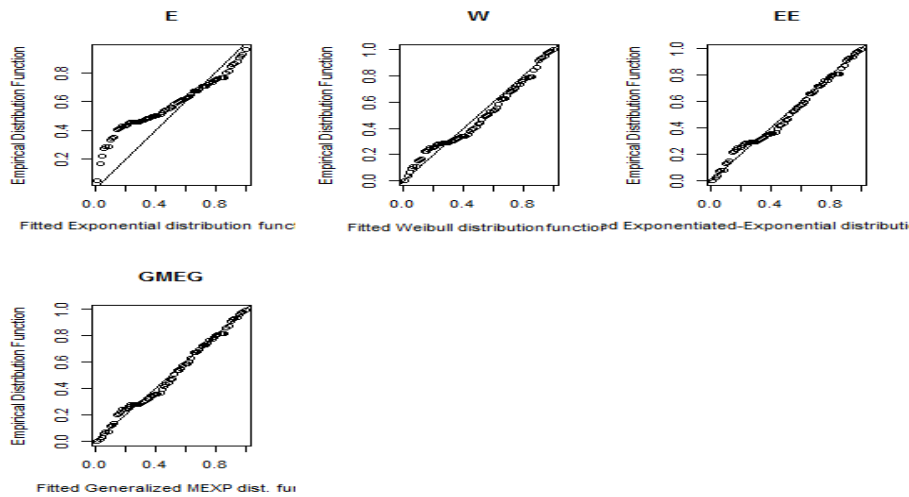 E
Empirical Distribution Function
0.2 0.4 0.6 0.8
0.0 0.4 0.8
Fitted Exponential distribution funct
W
Empirical Distribution Function
0.0 0.2 0.4 0.6 0.8 1.0
0.0 0.4 0.8
Fitted Weibull distribution function
EE
Empirical Distribution Function
0.0 0.2 0.4 0.6 0.8 1.0
0.0 0.4 0.8
d Exponentiated-Exponential distributi
GMEG
Empirical Distribution Function
0.0 0.2 0.4 0.6 0.8 1.0
0.0 0.4 0.8
Fitted Generalized MEXP dist. fu